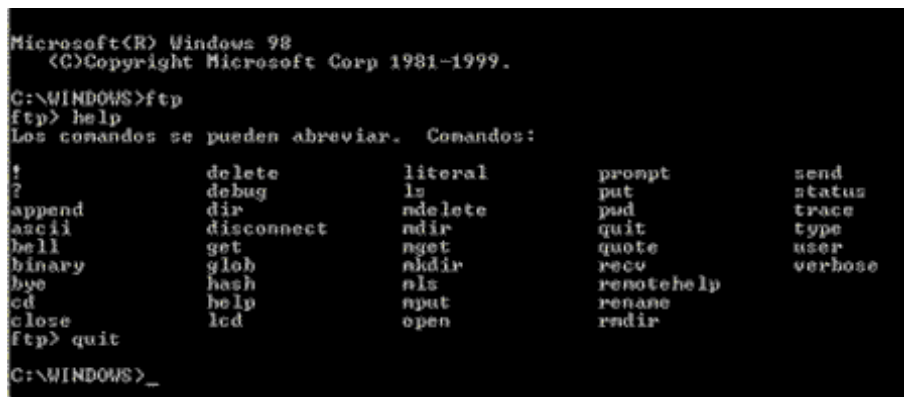 Microsoft(R) Windows 98
(C)Copyright Microsoft Corp 1981-1999.
C:\WINDOWS>ftp
ftp> help
Los comandos se pueden abreviar. Comandos:
! delete literal prompt send
? debug ls put status
append dir mdelete pwd trace
ascii disconnect mdir quit type
bell get mget quote user
binary glob mkdir recv verbose
bye hash mls remotehelp
cd help mput rename
close lcd open rmdir
ftp> quit
C:\WINDOWS>_